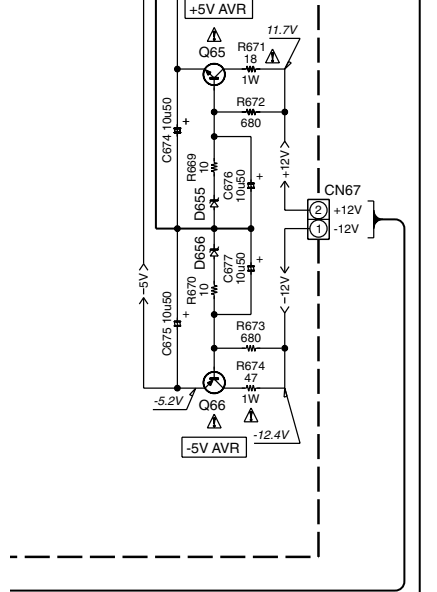 +5V AVR
11.7V
Q65
R671
18
1W
R672
680
C674 10u50
+
R669
10
D655
C676
10u50
+
+12V
CN67
2 +12V
1 -12V
-5V
D656
R670
10
C677
10u50
+
-12V
C675 10u50
+
R673
680
R674
47
1W
-5.2V
Q66
-12.4V
-5V AVR